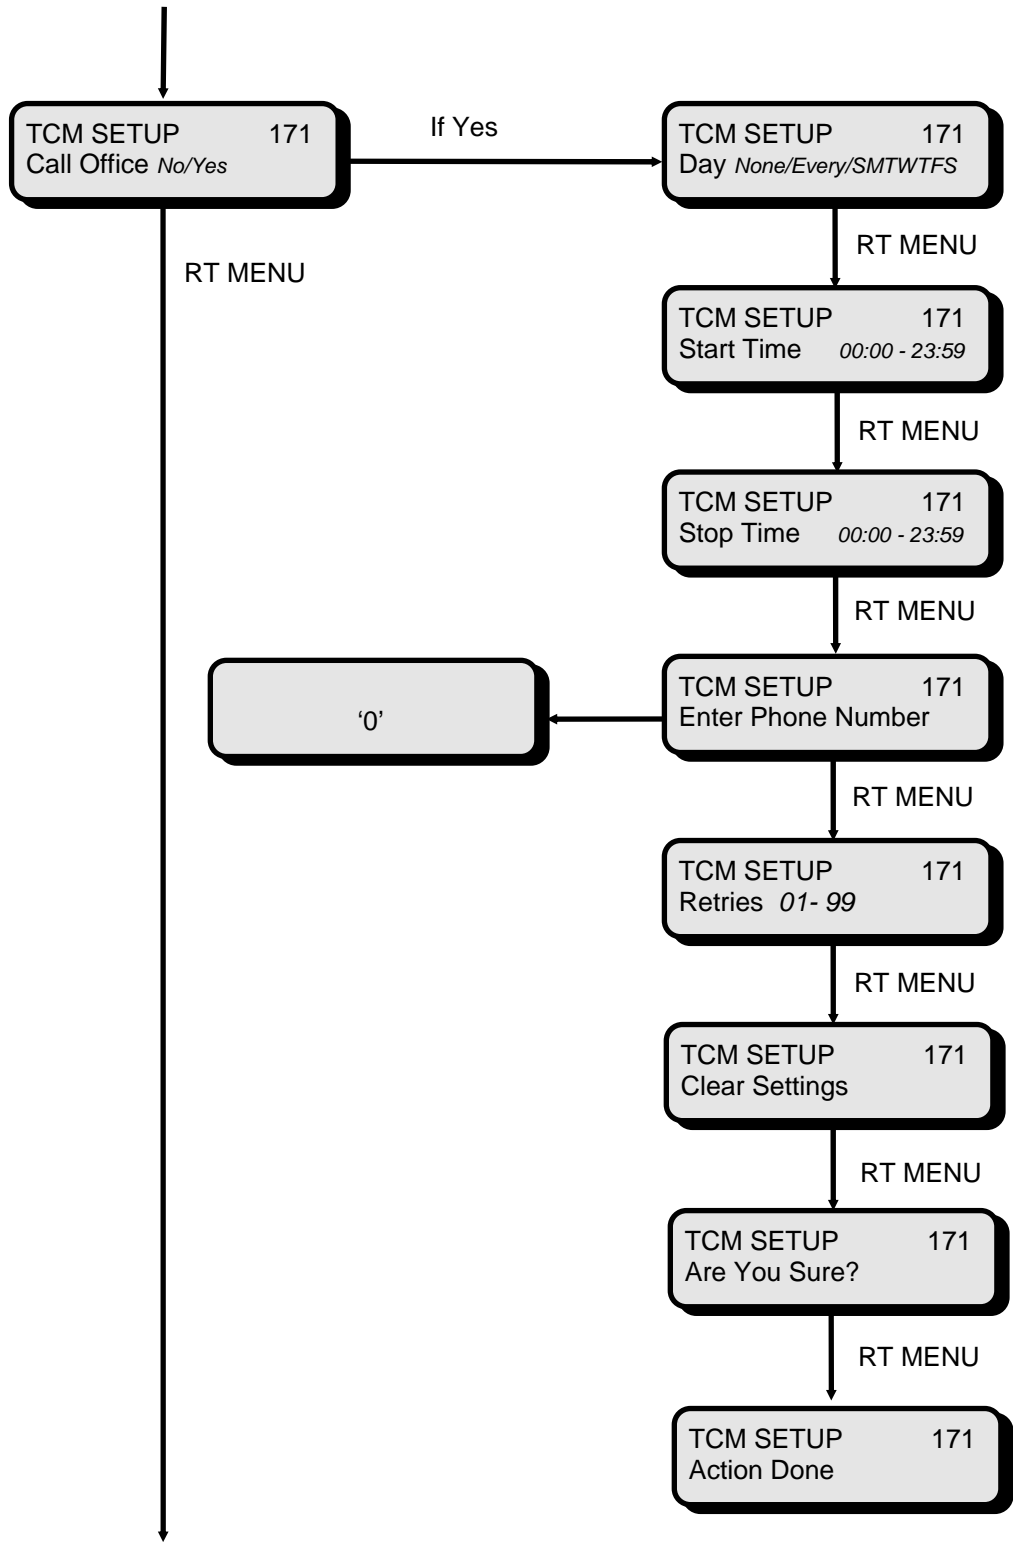 TCM SETUP 171
Call Office No/Yes
If Yes
TCM SETUP 171
Day None/Every/SMTWTFS
RT MENU
RT MENU
TCM SETUP 171
Start Time 00:00 - 23:59
RT MENU
TCM SETUP 171
Stop Time 00:00 - 23:59
RT MENU
TCM SETUP 171
Enter Phone Number
‘0’
RT MENU
TCM SETUP 171
Retries 01- 99
RT MENU
TCM SETUP 171
Clear Settings
RT MENU
TCM SETUP 171
Are You Sure?
RT MENU
TCM SETUP 171
Action Done